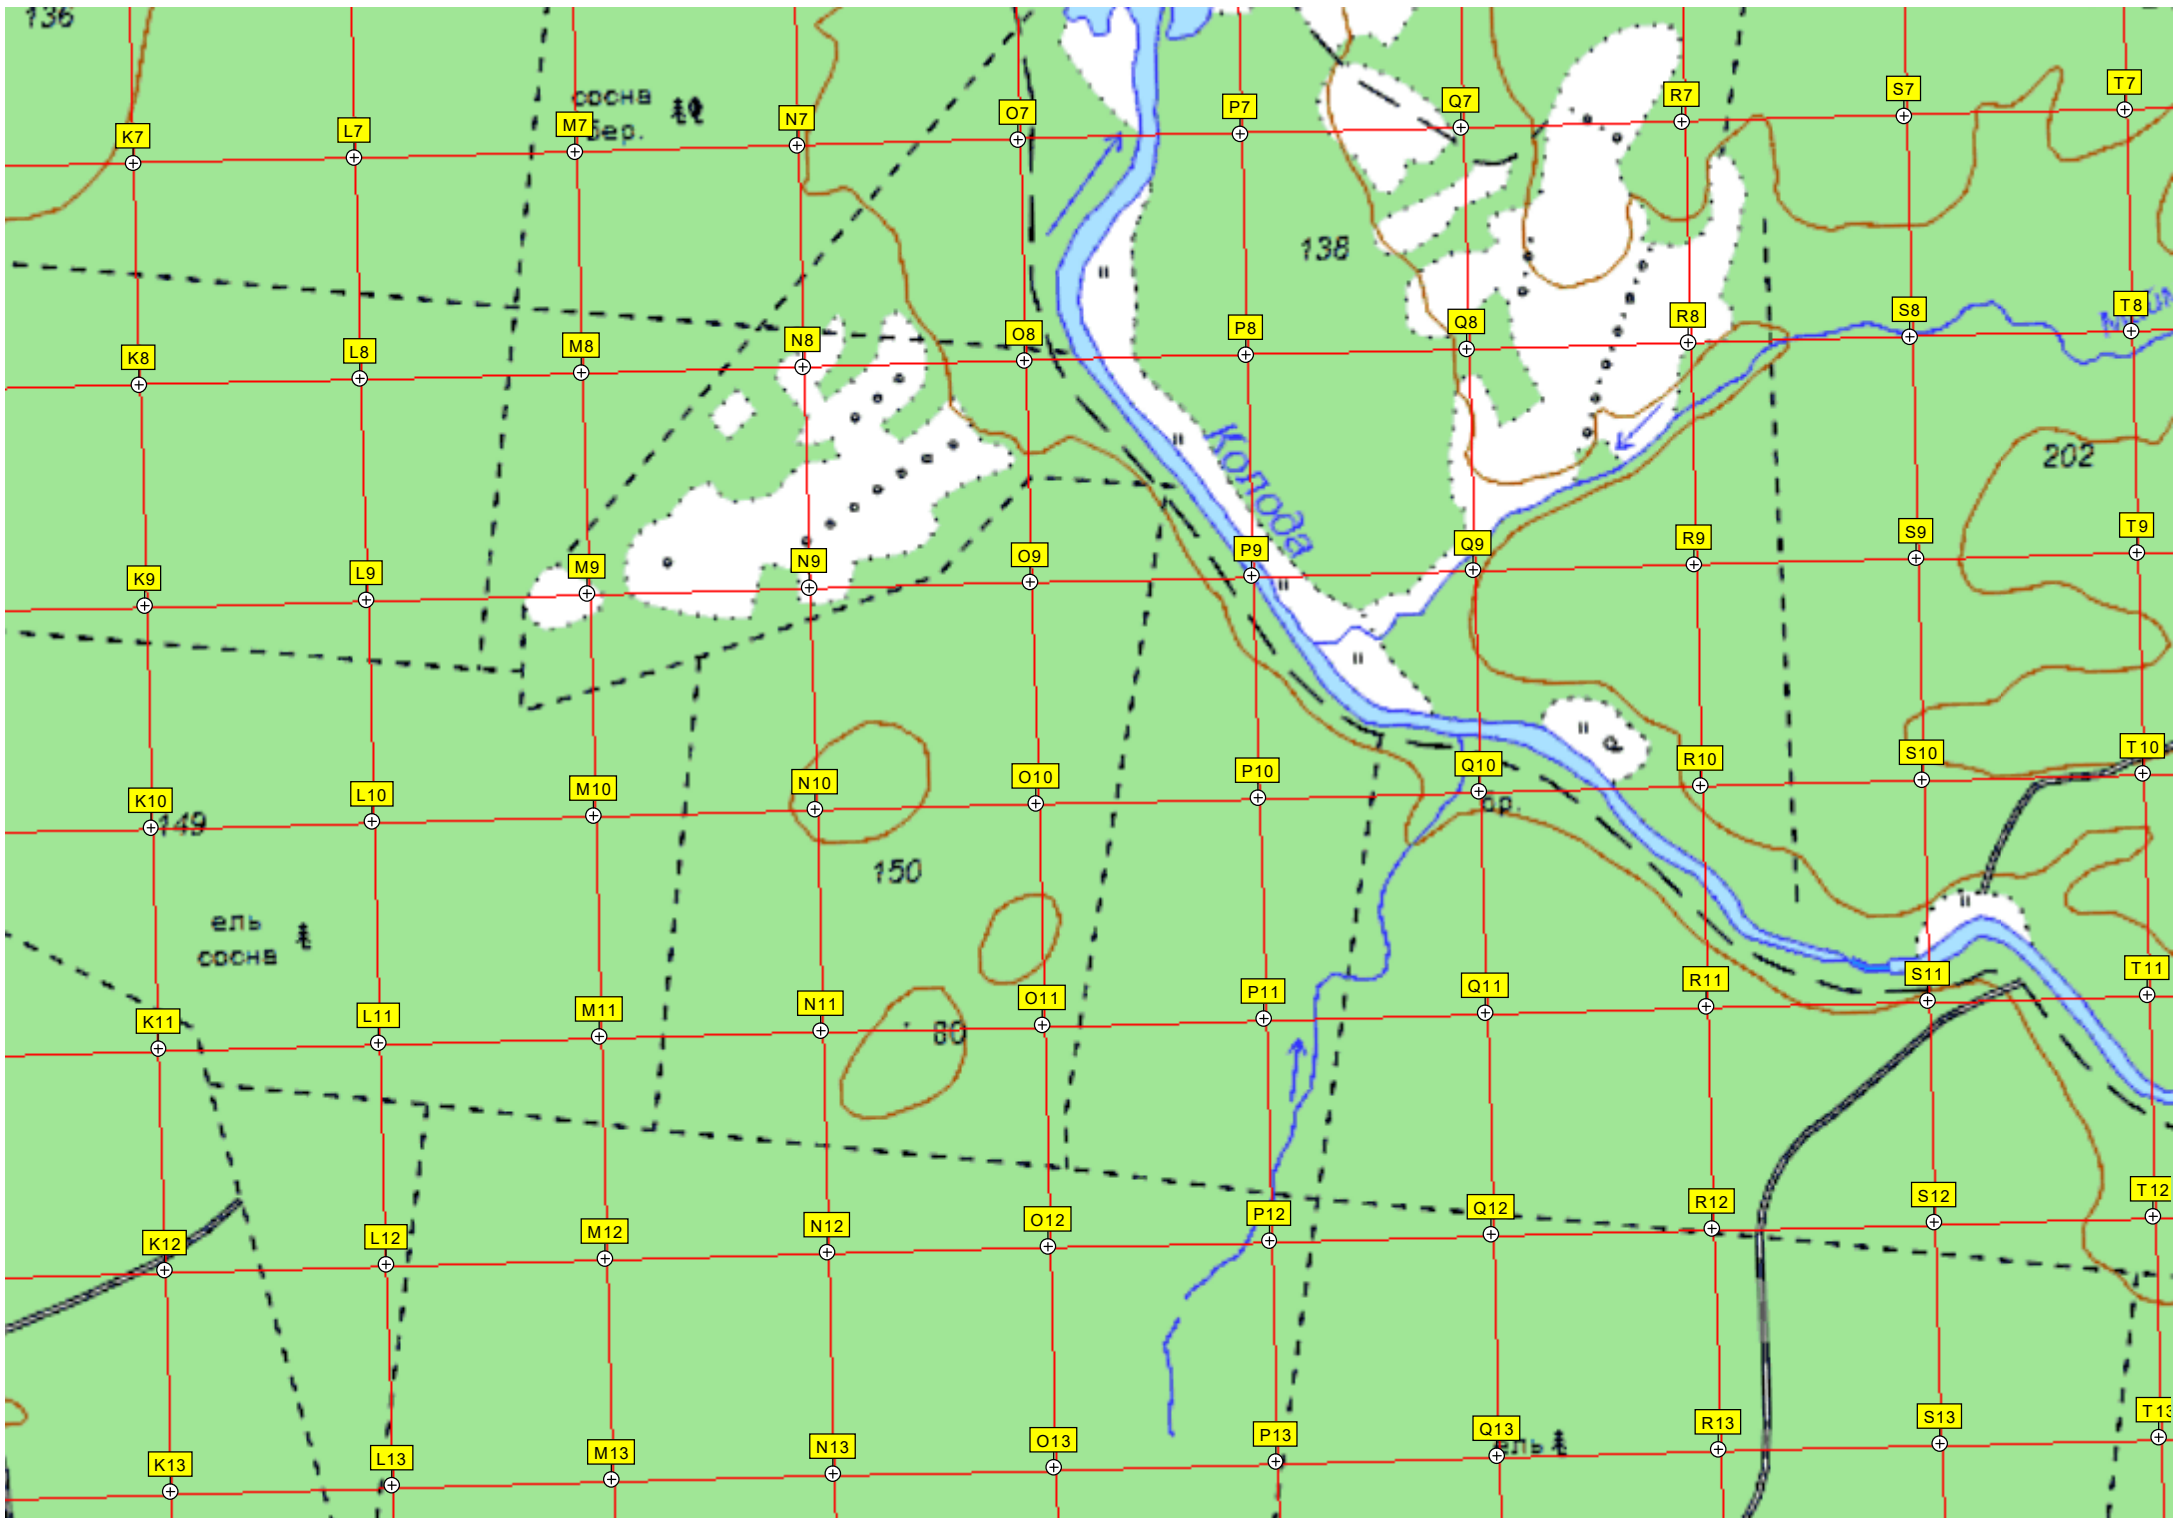 136
сосна
бер.
K7 L7 M7 N7 O7 P7 Q7 R7 S7 T7
138
K8 L8 M8 N8 O8 P8 Q8 R8 S8 T8
202
Колода
K9 L9 M9 N9 O9 P9 Q9 R9 S9 T9
K10 L10 M10 N10 O10 P10 Q10 R10 S10 T10
бр.
149
150
ель
сосна
K11 L11 M11 N11 O11 P11 Q11 R11 S11 T11
80
K12 L12 M12 N12 O12 P12 Q12 R12 S12 T12
K13 L13 M13 N13 O13 P13 Q13 R13 S13 T13
ель